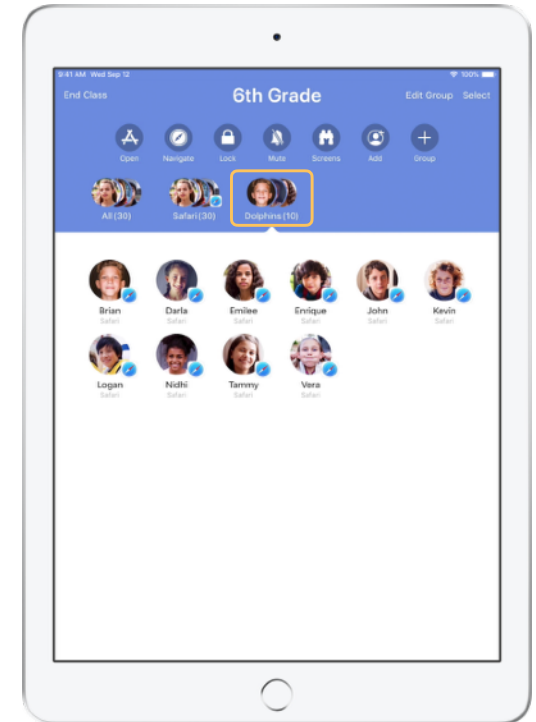 9:41 AM Wed Sep 12
100%
End Class
6th Grade
Edit Group Select
Open Navigate Lock Mute Screens Add Group
All (30) Safari (30) Dolphins (10)
Brian Darla Emilee Enrique John Kevin
Safari Safari Safari Safari Safari Safari
Logan Nidhi Tammy Vera
Safari Safari Safari Safari